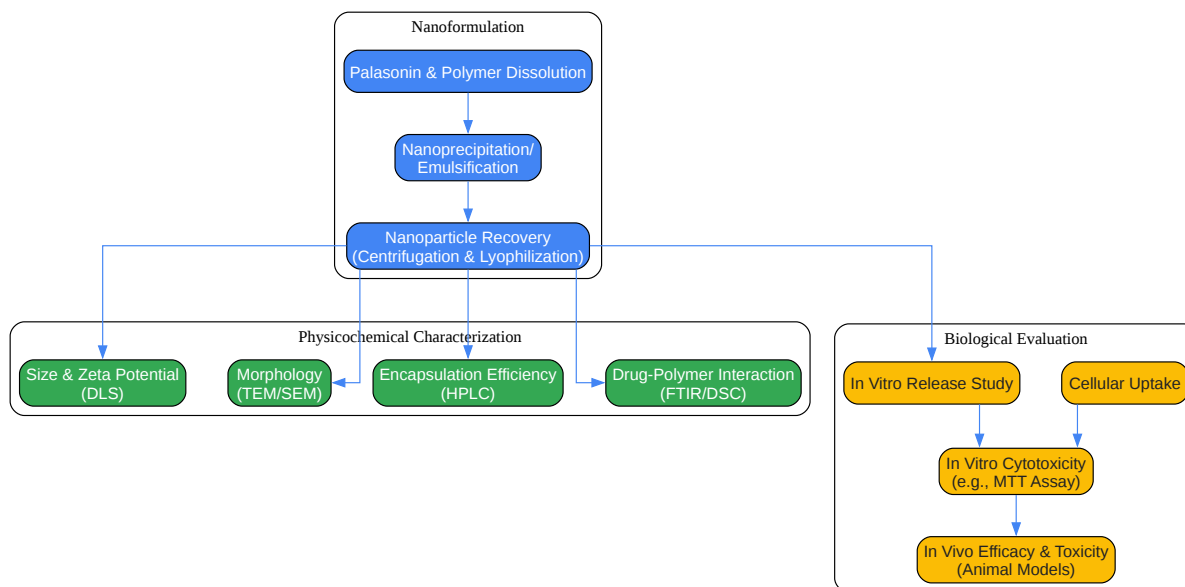 Nanoformulation
Palasonin & Polymer Dissolution
Nanoprecipitation/
Emulsification
Nanoparticle Recovery
(Centrifugation & Lyophilization)
Physicochemical Characterization
Size & Zeta Potential
(DLS)
Morphology
(TEM/SEM)
Encapsulation Efficiency
(HPLC)
Drug-Polymer Interaction
(FTIR/DSC)
Biological Evaluation
In Vitro Release Study
Cellular Uptake
In Vitro Cytotoxicity
(e.g., MTT Assay)
In Vivo Efficacy & Toxicity
(Animal Models)